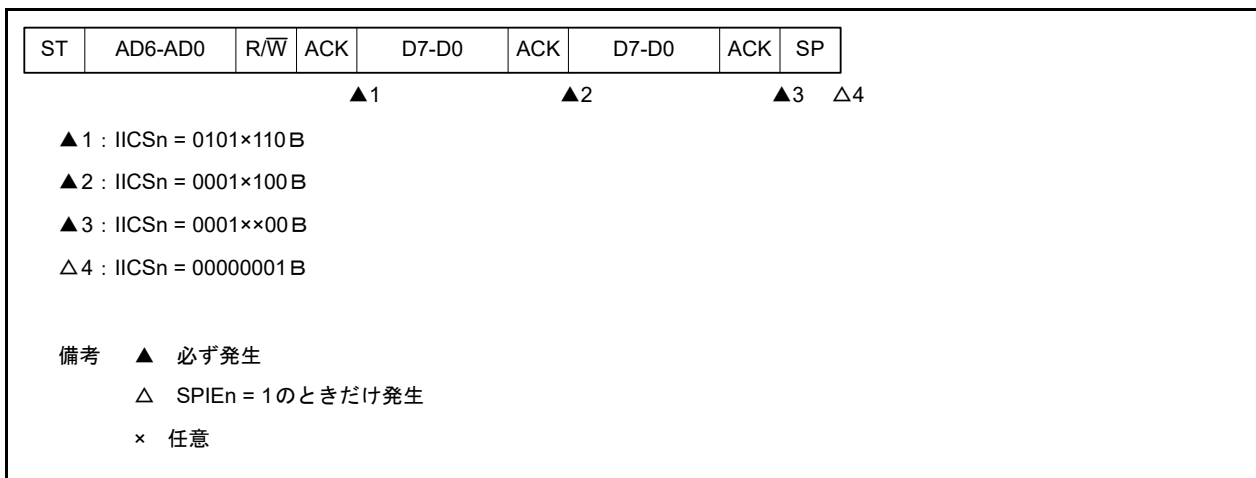 ST AD6-AD0 R/W̅ ACK D7-D0 ACK D7-D0 ACK SP
▲1 ▲2 ▲3 △4
▲1：IICSn = 0101×110B
▲2：IICSn = 0001×100B
▲3：IICSn = 0001××00B
△4：IICSn = 00000001B
備考 ▲ 必ず発生
△ SPIEn = 1のときだけ発生
× 任意